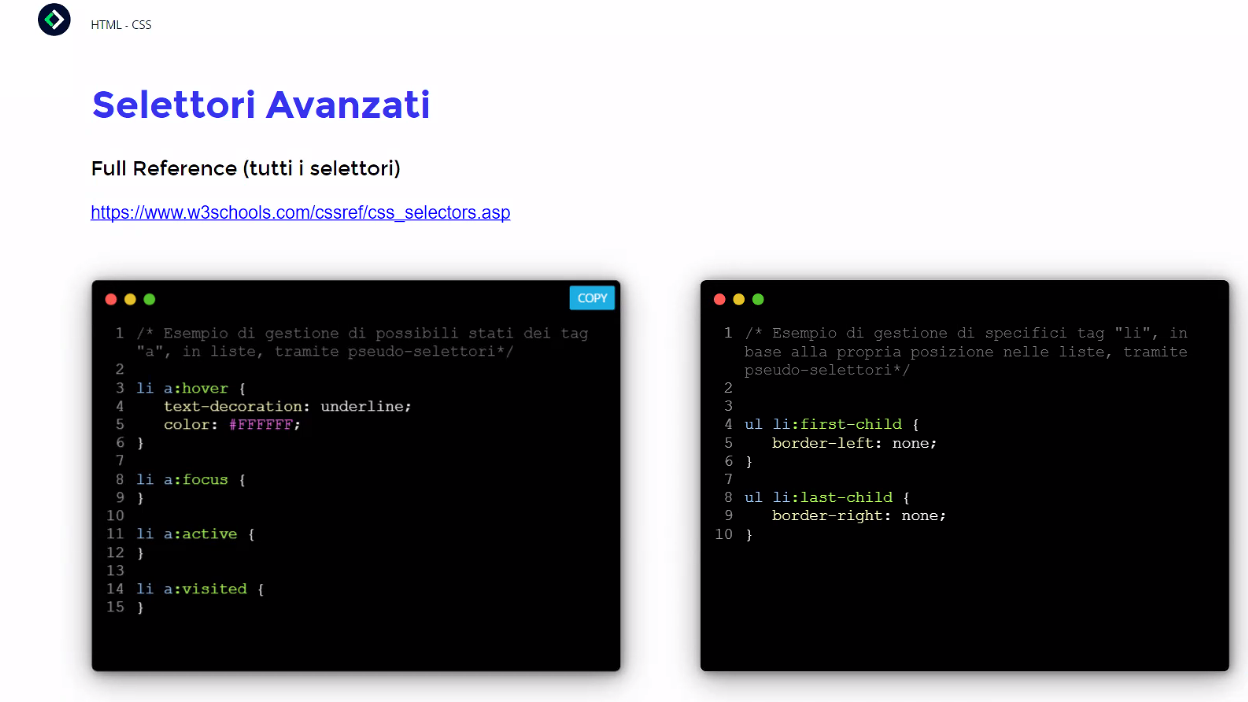 HTML - CSS
Selettori Avanzati
Full Reference (tutti i selettori)
https://www.w3schools.com/cssref/css_selectors.asp
COPY
1 /* Esempio di gestione di possibili stati dei tag
"a", in liste, tramite pseudo-selettori*/
2
3 li a:hover {
4 text-decoration: underline;
5 color: #FFFFFF;
6 }
7
8 li a:focus {
9 }
10
11 li a:active {
12 }
13
14 li a:visited {
15 }
1 /* Esempio di gestione di specifici tag "li", in
base alla propria posizione nelle liste, tramite
pseudo-selettori*/
2
3
4 ul li:first-child {
5 border-left: none;
6 }
7
8 ul li:last-child {
9 border-right: none;
10 }